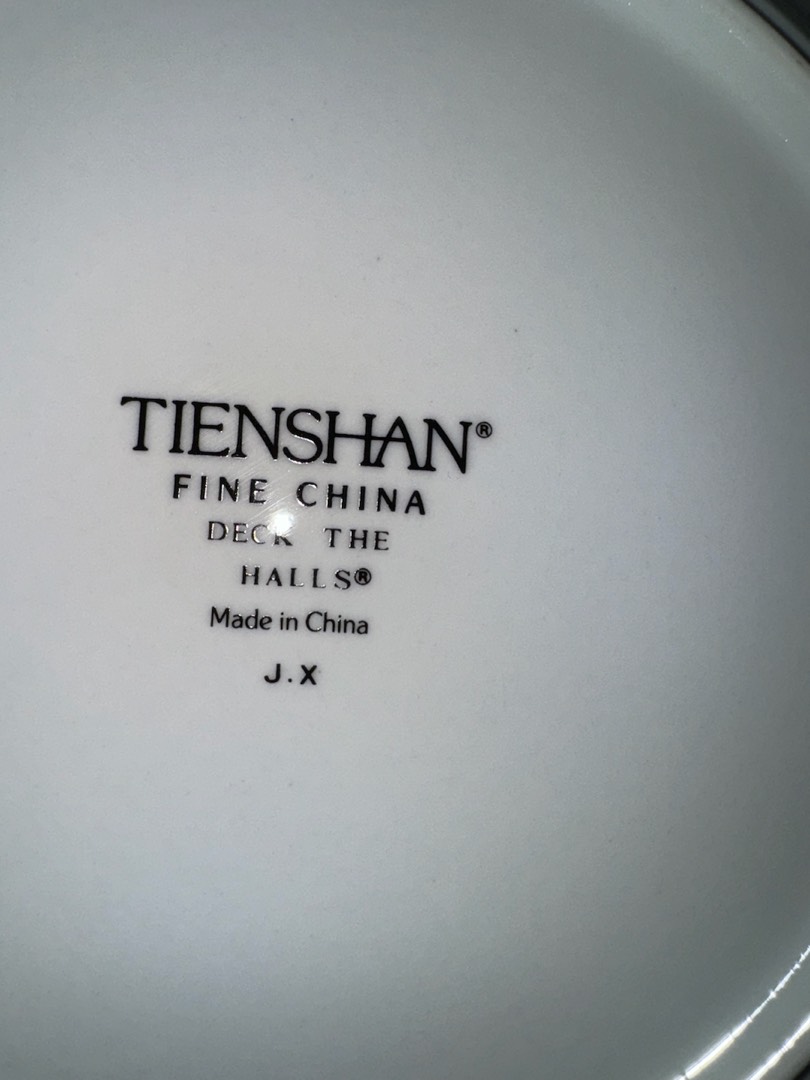 TIENSHAN®
FINE CHINA
DECK THE
HALLS®
Made in China
J.X